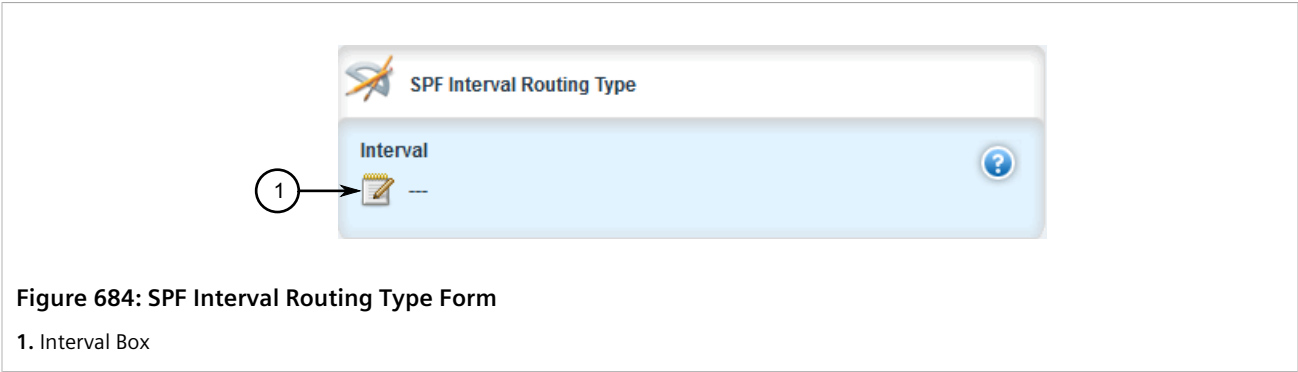 SPF Interval Routing Type
Interval
1
---
Figure 684: SPF Interval Routing Type Form
1. Interval Box